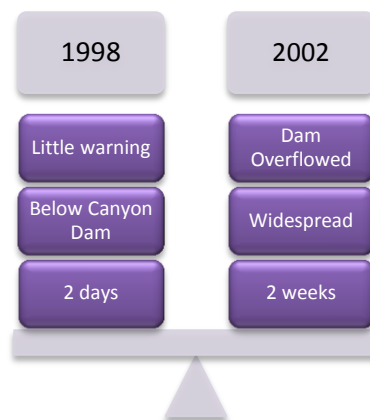 1998
2002
Little warning
Dam
Overflowed
Below Canyon
Dam
Widespread
2 days
2 weeks